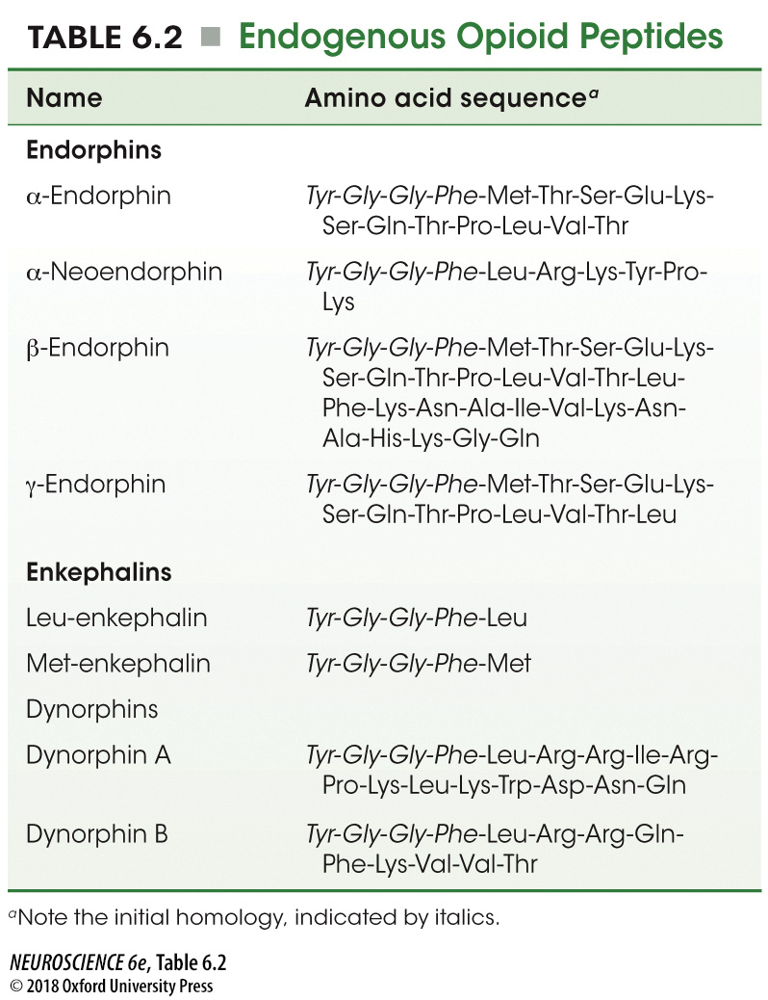 TABLE 6.2 ■ Endogenous Opioid Peptides
Name Amino acid sequenceᵃ
Endorphins
α-Endorphin Tyr-Gly-Gly-Phe-Met-Thr-Ser-Glu-Lys-
Ser-Gln-Thr-Pro-Leu-Val-Thr
α-Neoendorphin Tyr-Gly-Gly-Phe-Leu-Arg-Lys-Tyr-Pro-
Lys
β-Endorphin Tyr-Gly-Gly-Phe-Met-Thr-Ser-Glu-Lys-
Ser-Gln-Thr-Pro-Leu-Val-Thr-Leu-
Phe-Lys-Asn-Ala-Ile-Val-Lys-Asn-
Ala-His-Lys-Gly-Gln
γ-Endorphin Tyr-Gly-Gly-Phe-Met-Thr-Ser-Glu-Lys-
Ser-Gln-Thr-Pro-Leu-Val-Thr-Leu
Enkephalins
Leu-enkephalin Tyr-Gly-Gly-Phe-Leu
Met-enkephalin Tyr-Gly-Gly-Phe-Met
Dynorphins
Dynorphin A Tyr-Gly-Gly-Phe-Leu-Arg-Arg-Ile-Arg-
Pro-Lys-Leu-Lys-Trp-Asp-Asn-Gln
Dynorphin B Tyr-Gly-Gly-Phe-Leu-Arg-Arg-Gln-
Phe-Lys-Val-Val-Thr
ᵃNote the initial homology, indicated by italics.
NEUROSCIENCE 6e, Table 6.2
© 2018 Oxford University Press